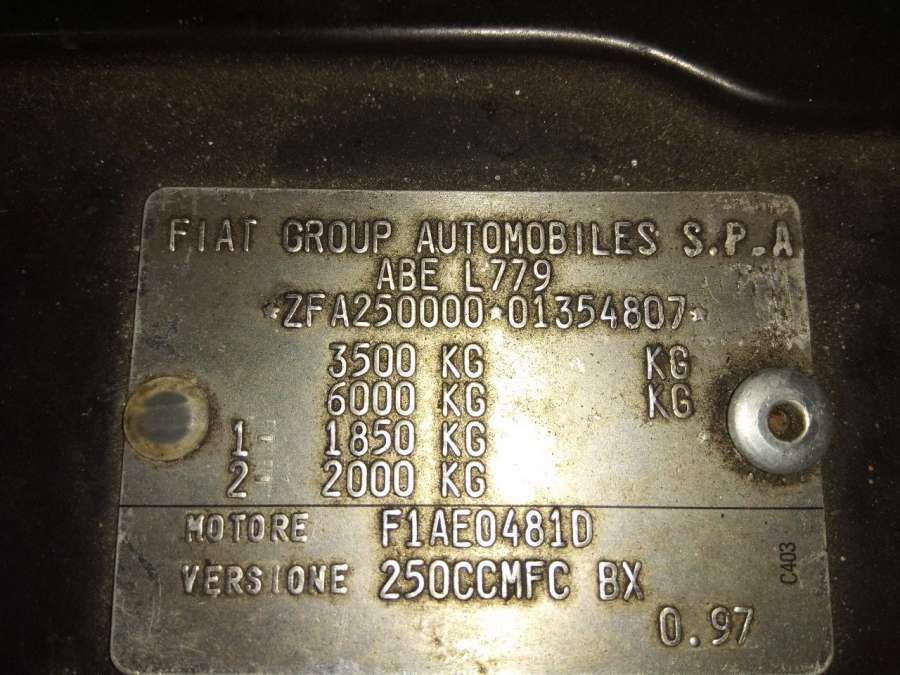 FIAT GROUP AUTOMOBILES S.P.A
ABE L779
*ZFA250000*01354807*
3500 KG KG
6000 KG KG
1- 1850 KG
2- 2000 KG
MOTORE F1AE0481D
VERSIONE 250CCMFC BX
0.97
C403